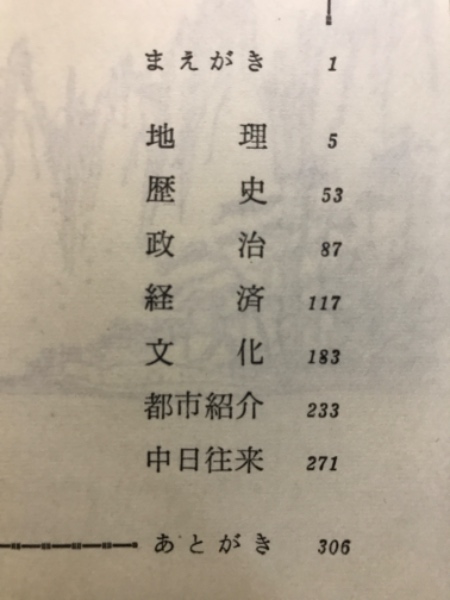 まえがき 1
地理 5
歴史 53
政治 87
経済 117
文化 183
都市紹介 233
中日往来 271
あとがき 306